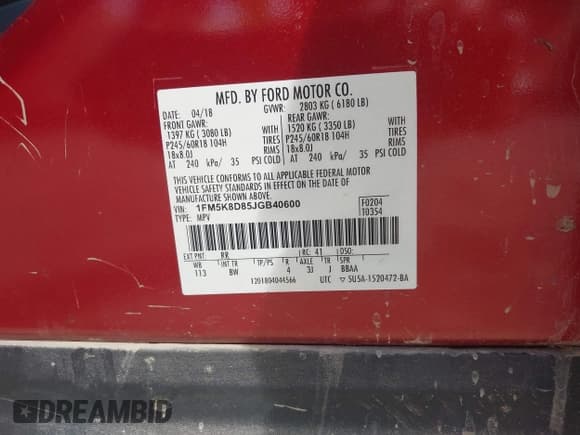 MFD. BY FORD MOTOR CO.
DATE: 04/18 GVWR: 2803 KG ( 6180 LB)
FRONT GAWR: REAR GAWR:
1397 KG ( 3080 LB) WITH 1520 KG ( 3350 LB) WITH
P245/60R18 104H TIRES P245/60R18 104H TIRES
18x8.0J RIMS 18x8.0J RIMS
AT 240 kPa/ 35 PSI COLD AT 240 kPa/ 35 PSI COLD
THIS VEHICLE CONFORMS TO ALL APPLICABLE FEDERAL MOTOR
VEHICLE SAFETY STANDARDS IN EFFECT ON THE DATE OF
MANUFACTURE SHOWN ABOVE.
VIN: 1FM5K8D85JGB40600 F0204
TYPE: MPV T0354
EXT PNT: RR RC: 41 DSO:
WB INT TR TP/PS R AXLE TR SPR
113 BW 4 3J J BBAA
1201804044566 UTC ▽ SU5A-1520472-BA
DREAMBID